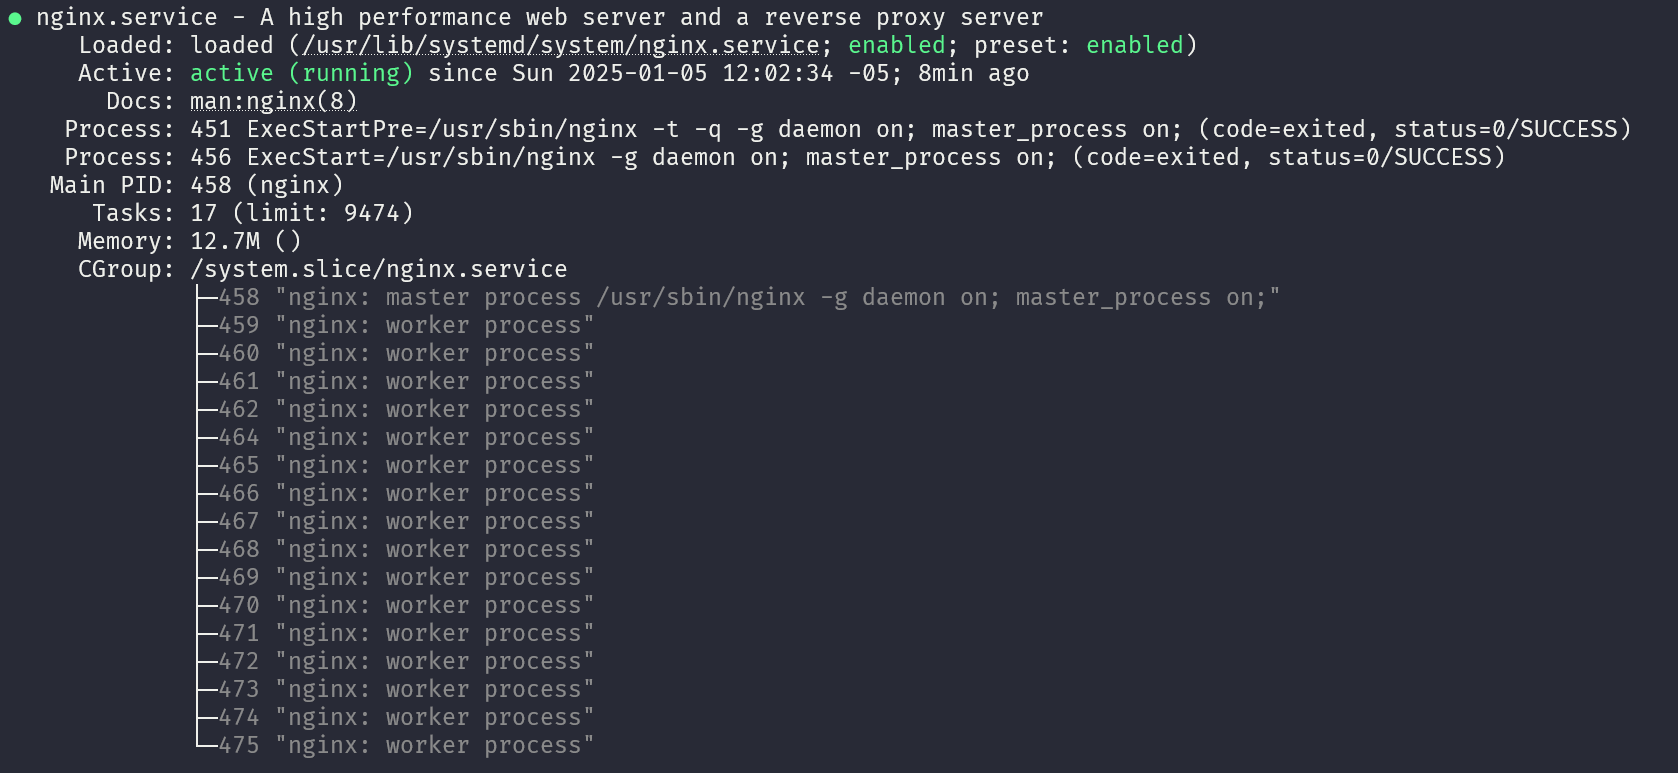 ● nginx.service - A high performance web server and a reverse proxy server
     Loaded: loaded (/usr/lib/systemd/system/nginx.service; enabled; preset: enabled)
     Active: active (running) since Sun 2025-01-05 12:02:34 -05; 8min ago
       Docs: man:nginx(8)
    Process: 451 ExecStartPre=/usr/sbin/nginx -t -q -g daemon on; master_process on; (code=exited, status=0/SUCCESS)
    Process: 456 ExecStart=/usr/sbin/nginx -g daemon on; master_process on; (code=exited, status=0/SUCCESS)
   Main PID: 458 (nginx)
      Tasks: 17 (limit: 9474)
     Memory: 12.7M ()
     CGroup: /system.slice/nginx.service
             ├─458 "nginx: master process /usr/sbin/nginx -g daemon on; master_process on;"
             ├─459 "nginx: worker process"
             ├─460 "nginx: worker process"
             ├─461 "nginx: worker process"
             ├─462 "nginx: worker process"
             ├─464 "nginx: worker process"
             ├─465 "nginx: worker process"
             ├─466 "nginx: worker process"
             ├─467 "nginx: worker process"
             ├─468 "nginx: worker process"
             ├─469 "nginx: worker process"
             ├─470 "nginx: worker process"
             ├─471 "nginx: worker process"
             ├─472 "nginx: worker process"
             ├─473 "nginx: worker process"
             ├─474 "nginx: worker process"
             └─475 "nginx: worker process"